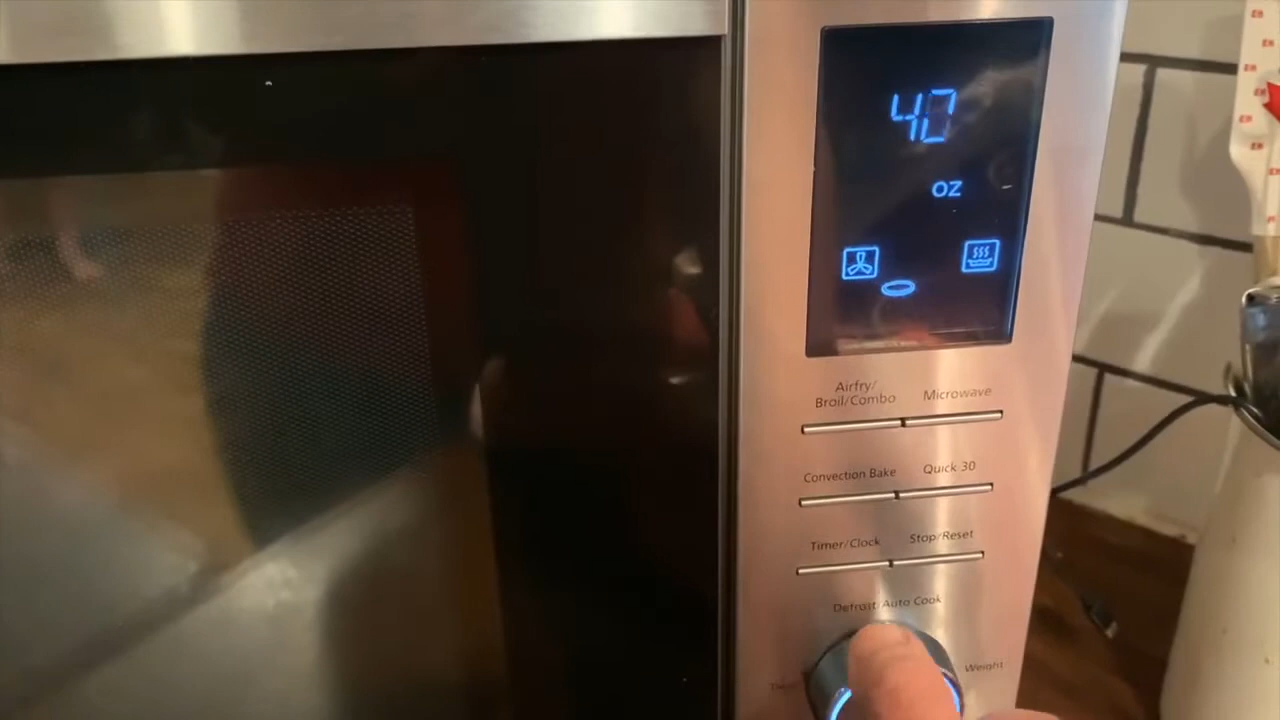 40
oz
Airfry/
Broil/Combo
Microwave
Convection Bake
Quick 30
Timer/Clock
Stop/Reset
Defrost/Auto Cook
Weight